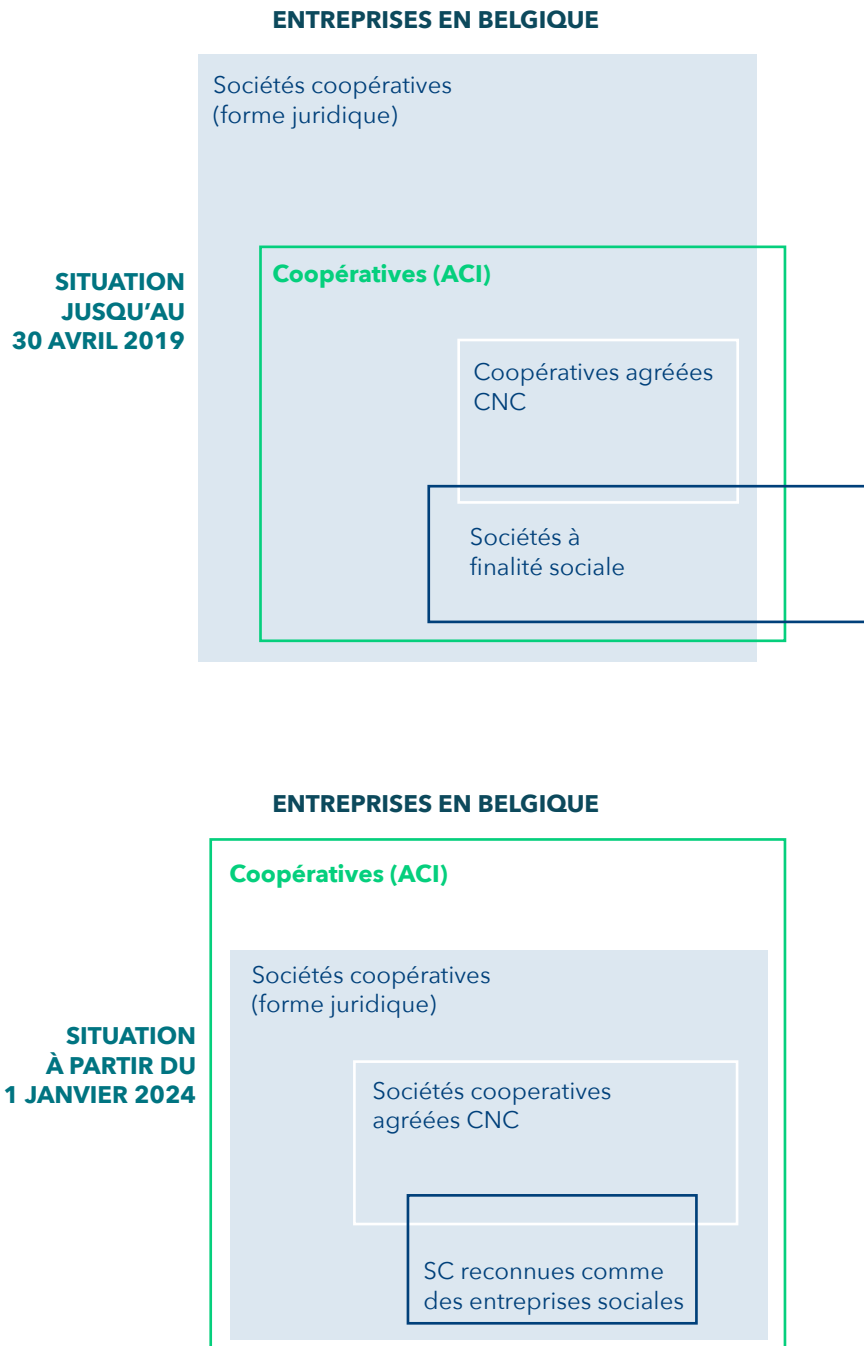 ENTREPRISES EN BELGIQUE
Sociétés coopératives
(forme juridique)
SITUATION
JUSQU’AU
30 AVRIL 2019
Coopératives (ACI)
Coopératives agréées
CNC
Sociétés à
finalité sociale
ENTREPRISES EN BELGIQUE
Coopératives (ACI)
Sociétés coopératives
(forme juridique)
SITUATION
À PARTIR DU
1 JANVIER 2024
Sociétés cooperatives
agréées CNC
SC reconnues comme
des entreprises sociales